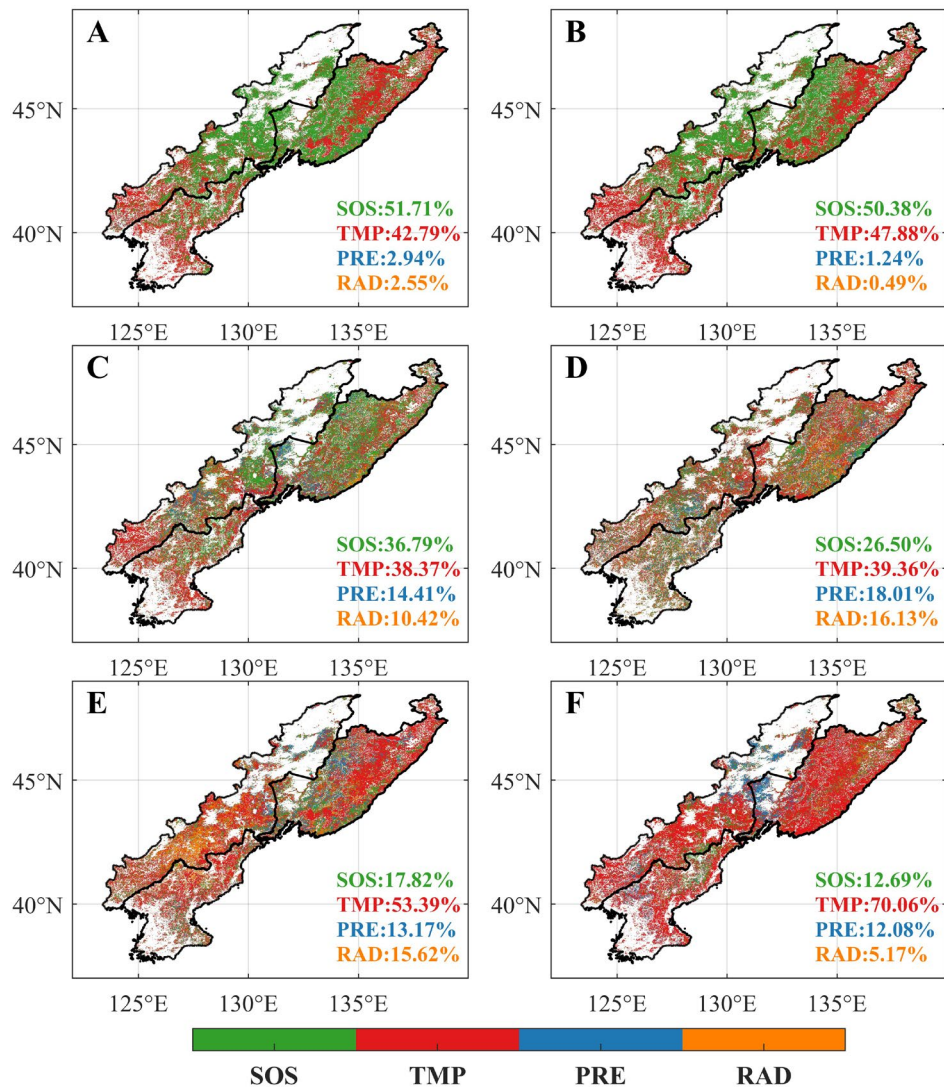 A
B
45°N
40°N
SOS:51.71%
TMP:42.79%
PRE:2.94%
RAD:2.55%
SOS:50.38%
TMP:47.88%
PRE:1.24%
RAD:0.49%
125°E 130°E 135°E
125°E 130°E 135°E
C
D
45°N
40°N
SOS:36.79%
TMP:38.37%
PRE:14.41%
RAD:10.42%
SOS:26.50%
TMP:39.36%
PRE:18.01%
RAD:16.13%
125°E 130°E 135°E
125°E 130°E 135°E
E
F
45°N
40°N
SOS:17.82%
TMP:53.39%
PRE:13.17%
RAD:15.62%
SOS:12.69%
TMP:70.06%
PRE:12.08%
RAD:5.17%
125°E 130°E 135°E
125°E 130°E 135°E
SOS TMP PRE RAD